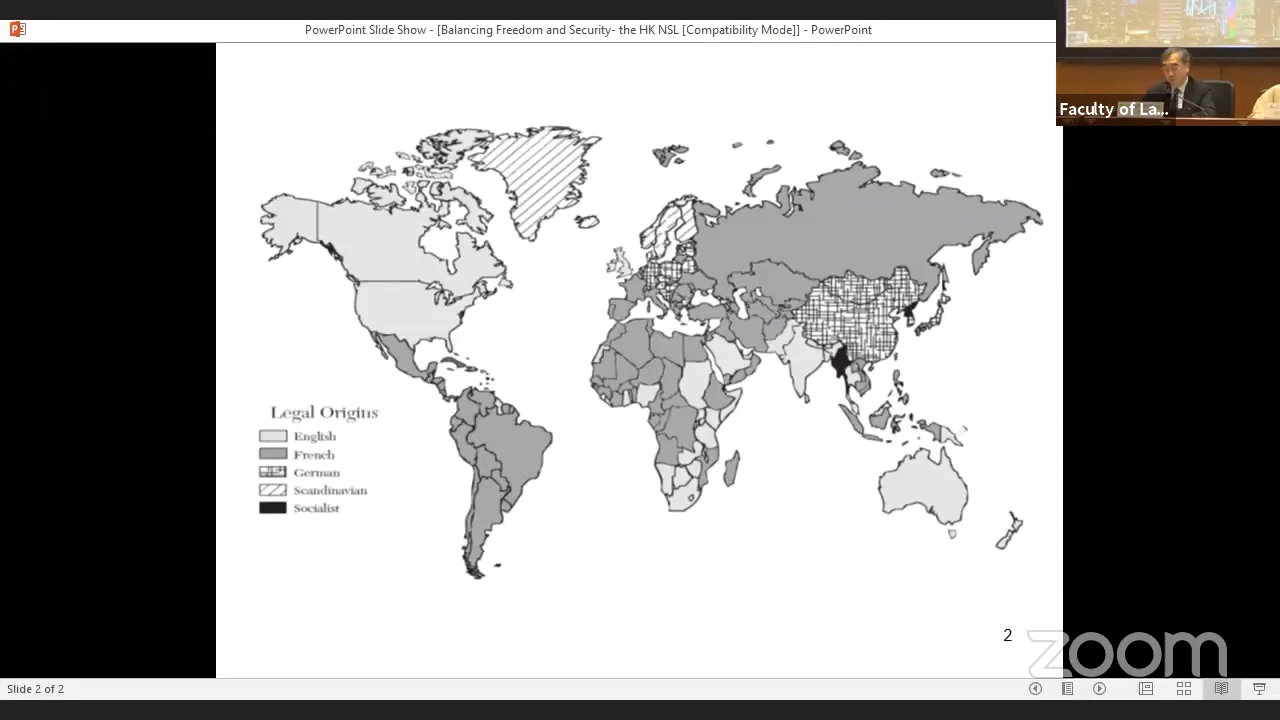 PowerPoint Slide Show - [Balancing Freedom and Security- the HK NSL [Compatibility Mode]] - PowerPoint
Faculty of La...
Legal Origins
English
French
German
Scandinavian
Socialist
2
zoom
Slide 2 of 2